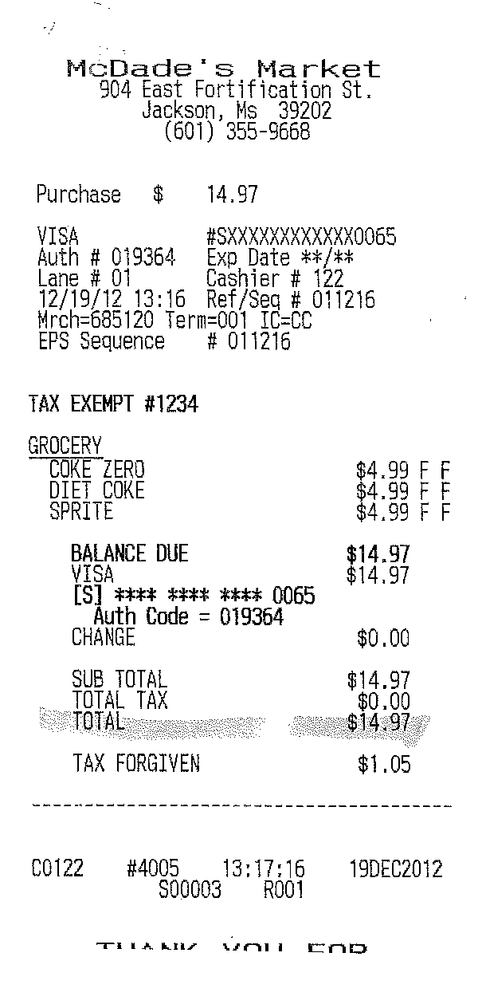 McDade's Market
904 East Fortification St.
Jackson, Ms 39202
(601) 355-9668
Purchase $ 14.97
VISA #SXXXXXXXXXXXX0065
Auth # 019364 Exp Date **/**
Lane # 01 Cashier # 122
12/19/12 13:16 Ref/Seq # 011216
Mrch=685120 Term=001 IC=CC
EPS Sequence # 011216
TAX EXEMPT #1234
GROCERY
COKE ZERO $4.99 F F
DIET COKE $4.99 F F
SPRITE $4.99 F F
BALANCE DUE $14.97
VISA $14.97
[S] **** **** **** 0065
Auth Code = 019364
CHANGE $0.00
SUB TOTAL $14.97
TOTAL TAX $0.00
TOTAL $14.97
TAX FORGIVEN $1.05
C0122 #4005 13:17:16 19DEC2012
S00003 R001
THANK YOU FOR